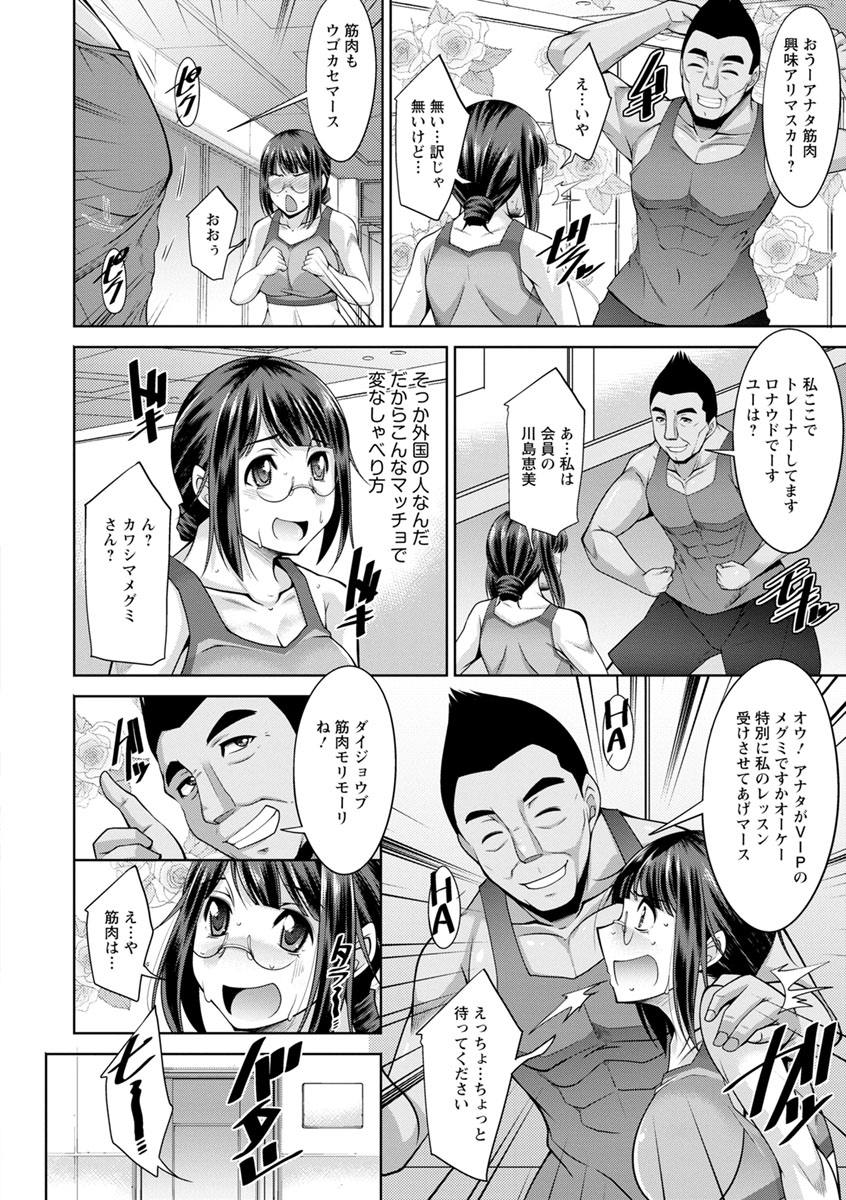 おうーアナタ筋肉
興味アリマスカー?
ムキ
え…いや
無い…訳じゃ
無いけど…
ビクッ
筋肉も
ウゴカセマース
ピクッ
おおぅ
ピクッ
私ここで
トレーナーしてます
ロナウドでーす
ユーは?
ムキッ
あ…私は
会員の
川島恵美
そっか外国の人なんだ
だからこんなマッチョで
変なしゃべり方
ドキ
ドキ
ん?
カワシマメグミ
さん?
オウ!アナタがVIPの
メグミですかオーケー
特別に私のレッスン
受けさせてあげマース
HA
HA
えっちょ…ちょっと
待ってください
ダイジョウブ
筋肉モリモーリ
ね!
え…や
筋肉は…
タラー